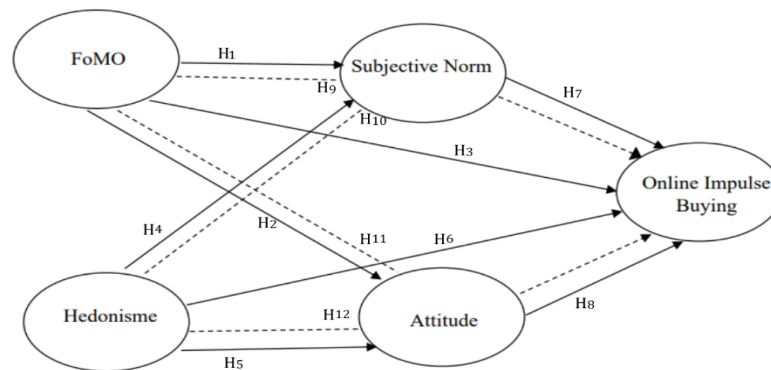 FoMO
H1
Subjective Norm
H9
H7
H10
H3
Online Impulse
Buying
H4
H2
H11
H6
Hedonisme
H12
Attitude
H8
H5